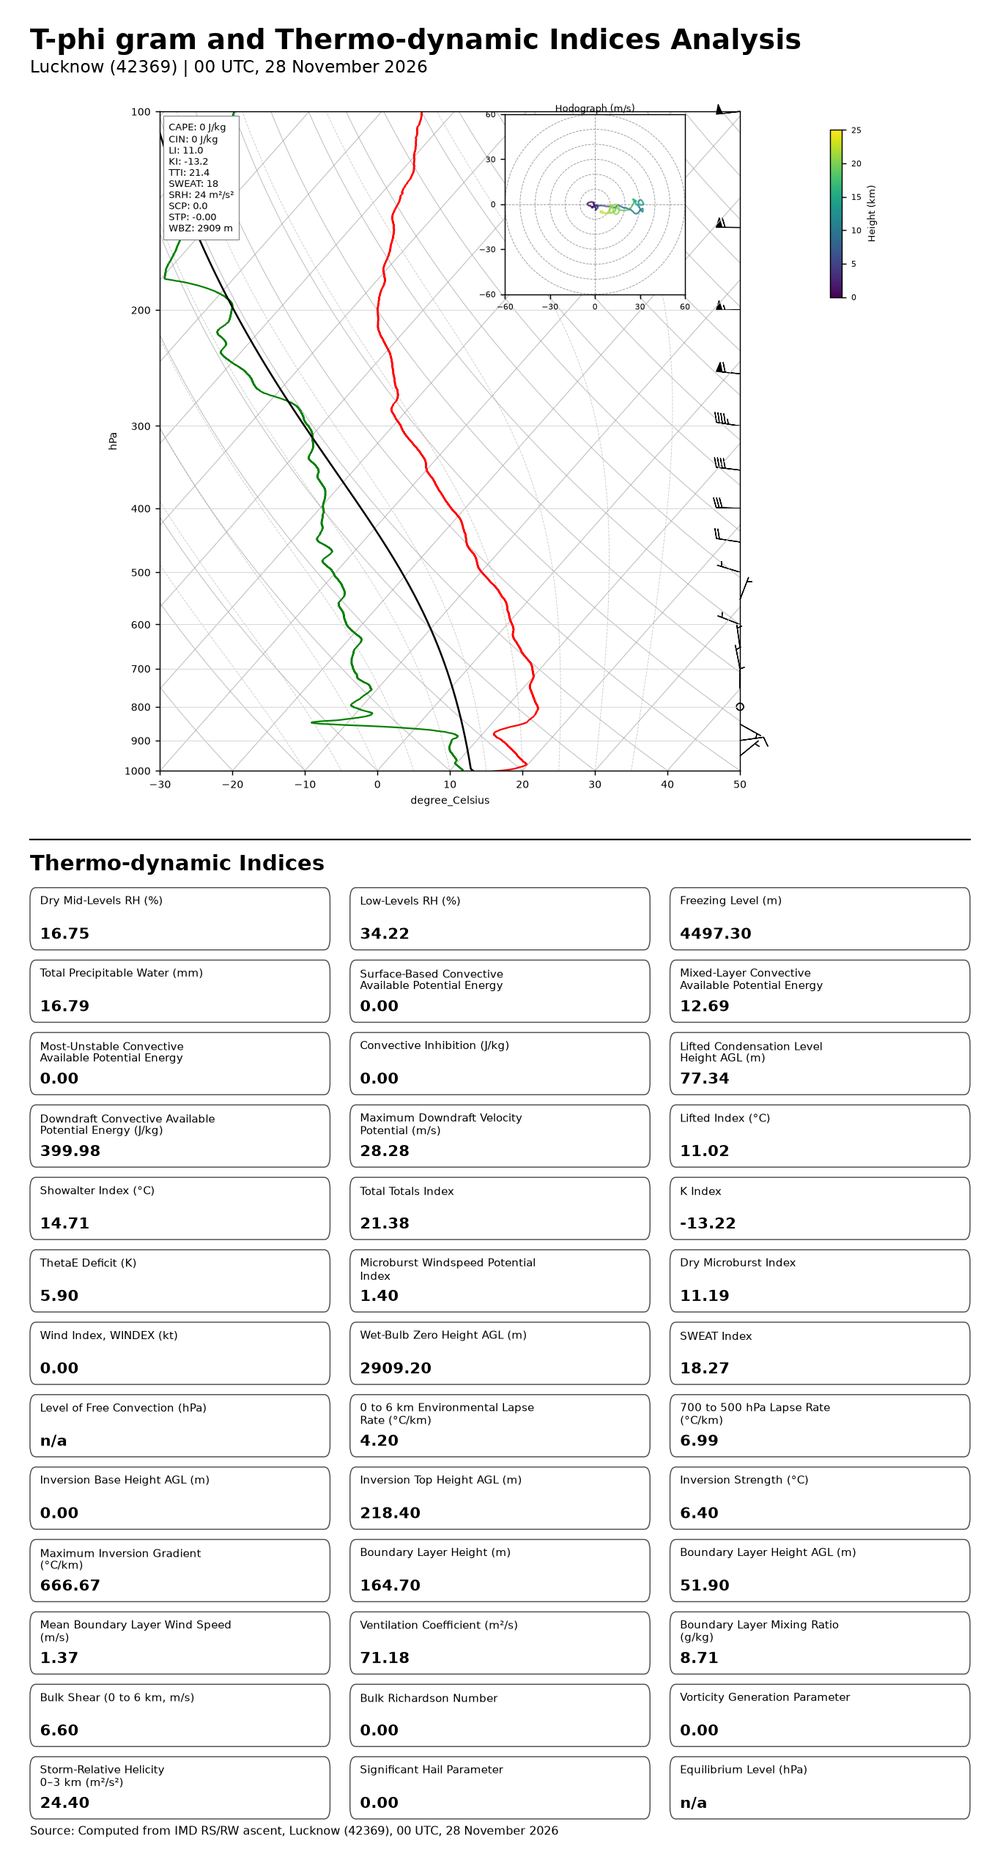 T-phi gram and Thermo-dynamic Indices Analysis
Lucknow (42369) | 00 UTC, 28 November 2026
Hodograph (m/s)
CAPE: 0 J/kg
CIN: 0 J/kg
LI: 11.0
KI: -13.2
TTI: 21.4
SWEAT: 18
SRH: 24 m²/s²
SCP: 0.0
STP: -0.00
WBZ: 2909 m
100
200
300
400
500
600
700
800
900
1000
hPa
−30
−20
−10
0
10
20
30
40
50
degree_Celsius
60
30
0
−30
−60
−60
−30
0
30
60
25
20
15
10
5
0
Height (km)
Thermo-dynamic Indices
Dry Mid-Levels RH (%)
16.75
Low-Levels RH (%)
34.22
Freezing Level (m)
4497.30
Total Precipitable Water (mm)
16.79
Surface-Based Convective
Available Potential Energy
0.00
Mixed-Layer Convective
Available Potential Energy
12.69
Most-Unstable Convective
Available Potential Energy
0.00
Convective Inhibition (J/kg)
0.00
Lifted Condensation Level
Height AGL (m)
77.34
Downdraft Convective Available
Potential Energy (J/kg)
399.98
Maximum Downdraft Velocity
Potential (m/s)
28.28
Lifted Index (°C)
11.02
Showalter Index (°C)
14.71
Total Totals Index
21.38
K Index
-13.22
ThetaE Deficit (K)
5.90
Microburst Windspeed Potential
Index
1.40
Dry Microburst Index
11.19
Wind Index, WINDEX (kt)
0.00
Wet-Bulb Zero Height AGL (m)
2909.20
SWEAT Index
18.27
Level of Free Convection (hPa)
n/a
0 to 6 km Environmental Lapse
Rate (°C/km)
4.20
700 to 500 hPa Lapse Rate
(°C/km)
6.99
Inversion Base Height AGL (m)
0.00
Inversion Top Height AGL (m)
218.40
Inversion Strength (°C)
6.40
Maximum Inversion Gradient
(°C/km)
666.67
Boundary Layer Height (m)
164.70
Boundary Layer Height AGL (m)
51.90
Mean Boundary Layer Wind Speed
(m/s)
1.37
Ventilation Coefficient (m²/s)
71.18
Boundary Layer Mixing Ratio
(g/kg)
8.71
Bulk Shear (0 to 6 km, m/s)
6.60
Bulk Richardson Number
0.00
Vorticity Generation Parameter
0.00
Storm-Relative Helicity
0–3 km (m²/s²)
24.40
Significant Hail Parameter
0.00
Equilibrium Level (hPa)
n/a
Source: Computed from IMD RS/RW ascent, Lucknow (42369), 00 UTC, 28 November 2026